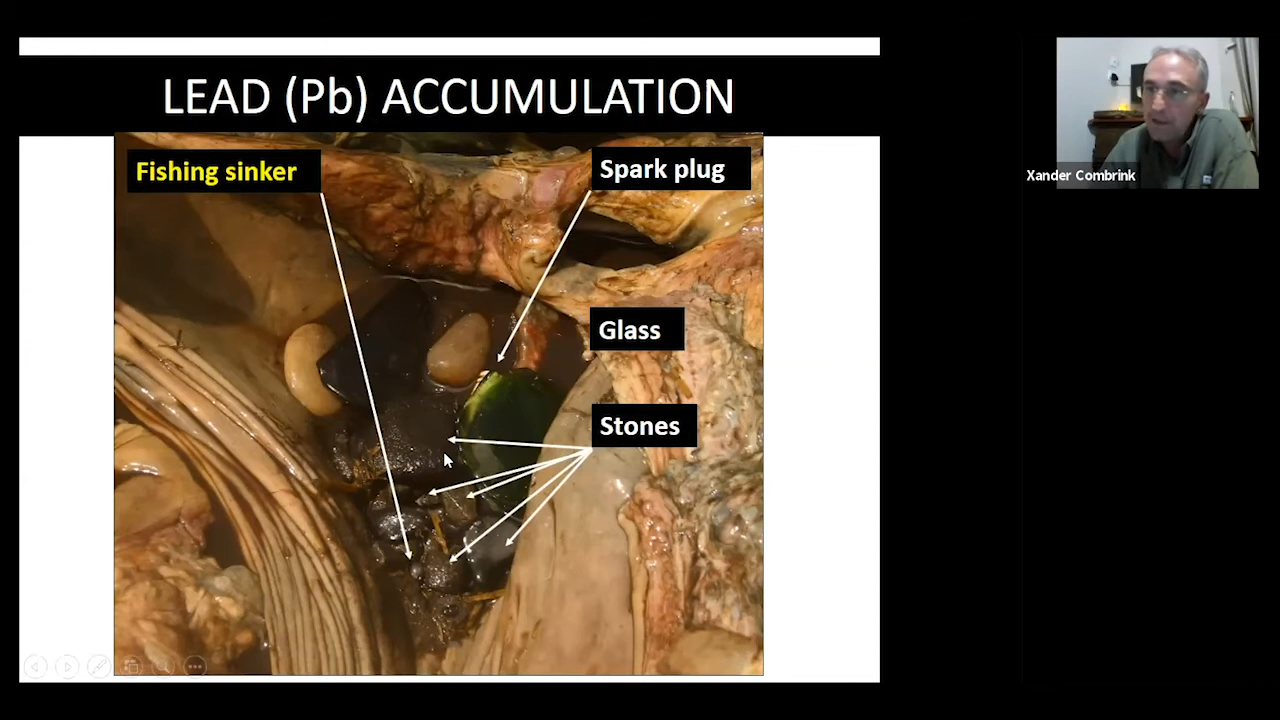 LEAD (Pb) ACCUMULATION
Fishing sinker
Spark plug
Glass
Stones
Xander Combrink